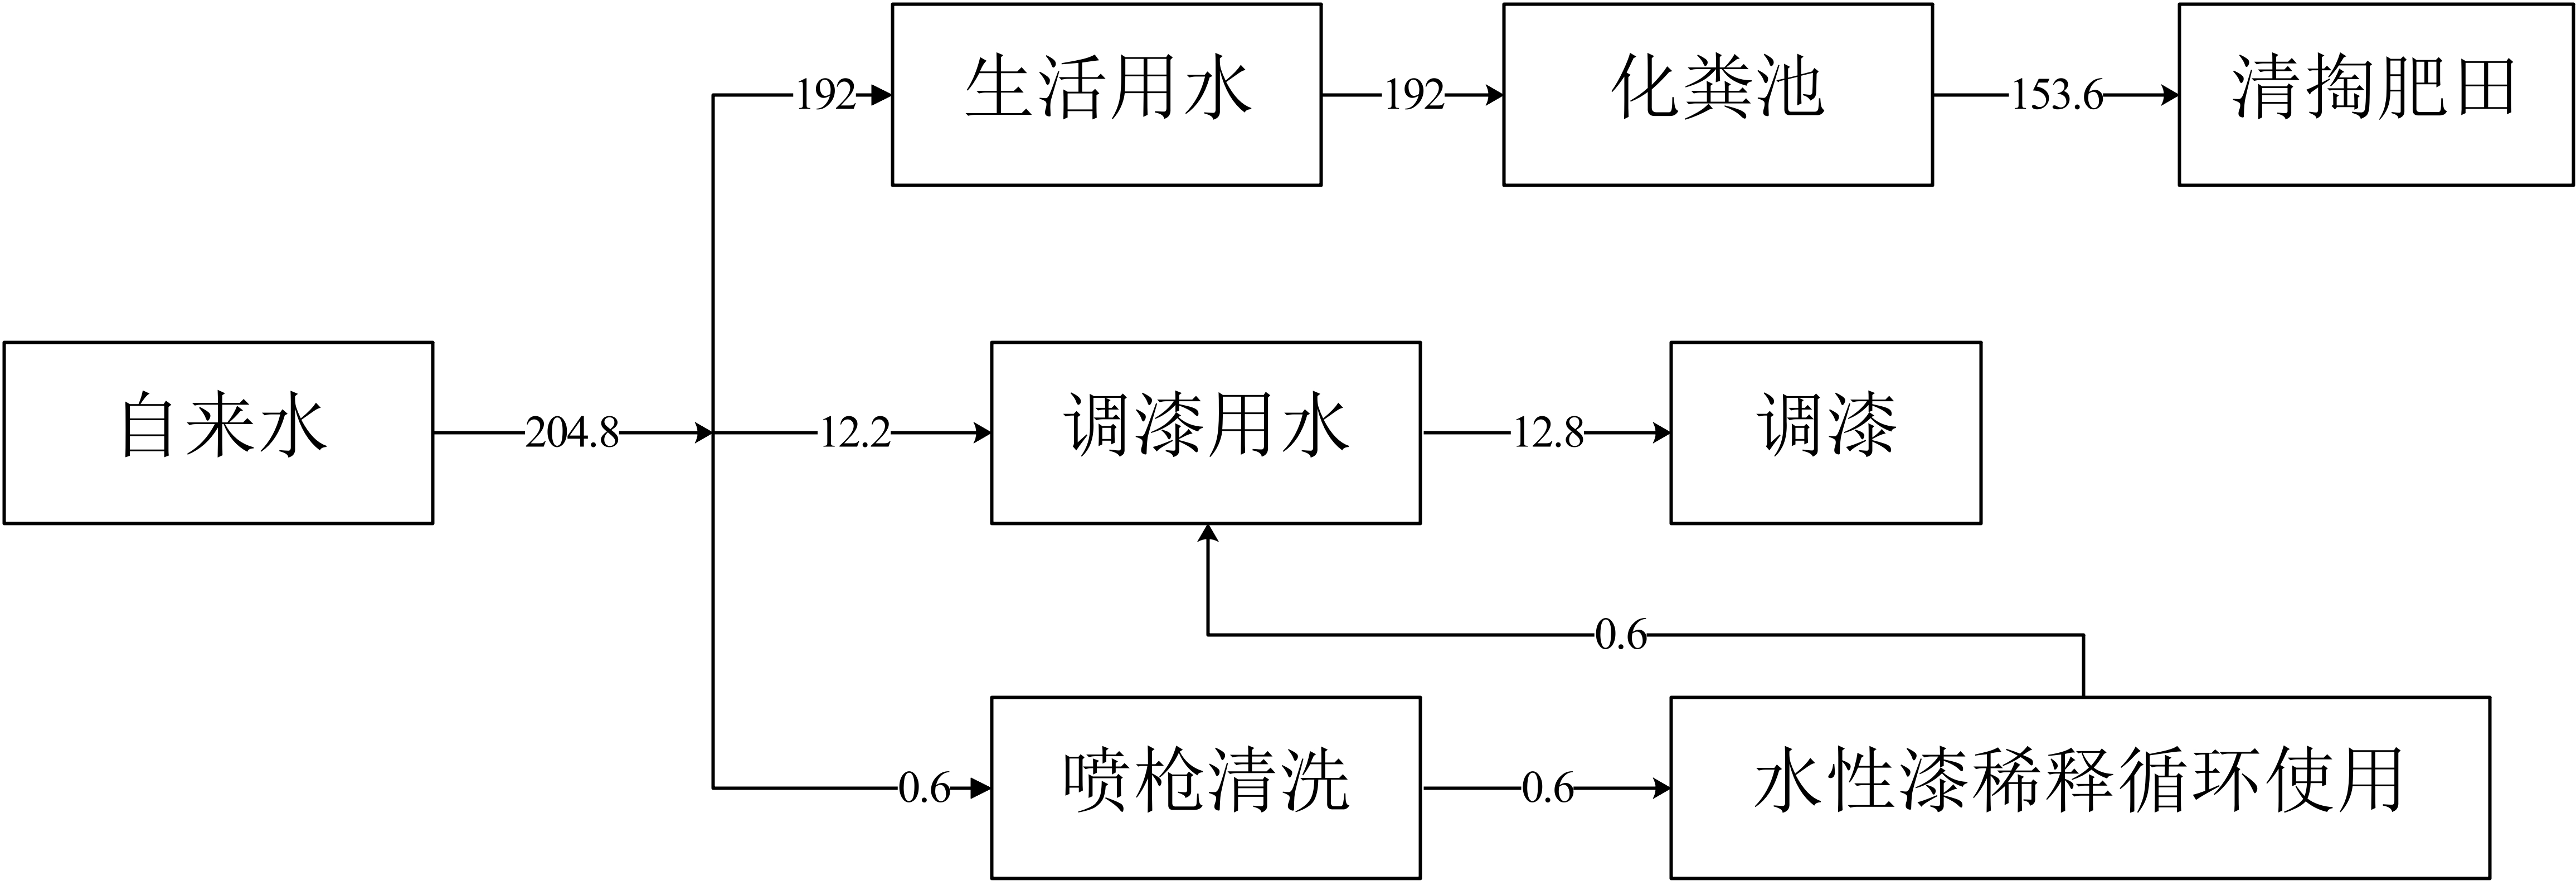 192 生活用水 192 化粪池 153.6 清掏肥田
自来水 204.8 12.2 调漆用水 12.8 调漆
0.6
0.6 喷枪清洗 0.6 水性漆稀释循环使用